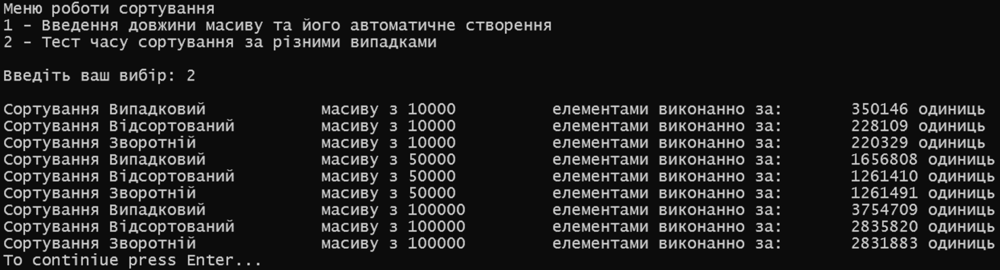 Меню роботи сортування
1 - Введення довжини масиву та його автоматичне створення
2 - Тест часу сортування за різними випадками
Введіть ваш вибір: 2
Сортування Випадковий масиву з 10000 елементами виконанно за: 350146 одиниць
Сортування Відсортований масиву з 10000 елементами виконанно за: 228109 одиниць
Сортування Зворотній масиву з 10000 елементами виконанно за: 220329 одиниць
Сортування Випадковий масиву з 50000 елементами виконанно за: 1656808 одиниць
Сортування Відсортований масиву з 50000 елементами виконанно за: 1261410 одиниць
Сортування Зворотній масиву з 50000 елементами виконанно за: 1261491 одиниць
Сортування Випадковий масиву з 100000 елементами виконанно за: 3754709 одиниць
Сортування Відсортований масиву з 100000 елементами виконанно за: 2835820 одиниць
Сортування Зворотній масиву з 100000 елементами виконанно за: 2831883 одиниць
To continiue press Enter...